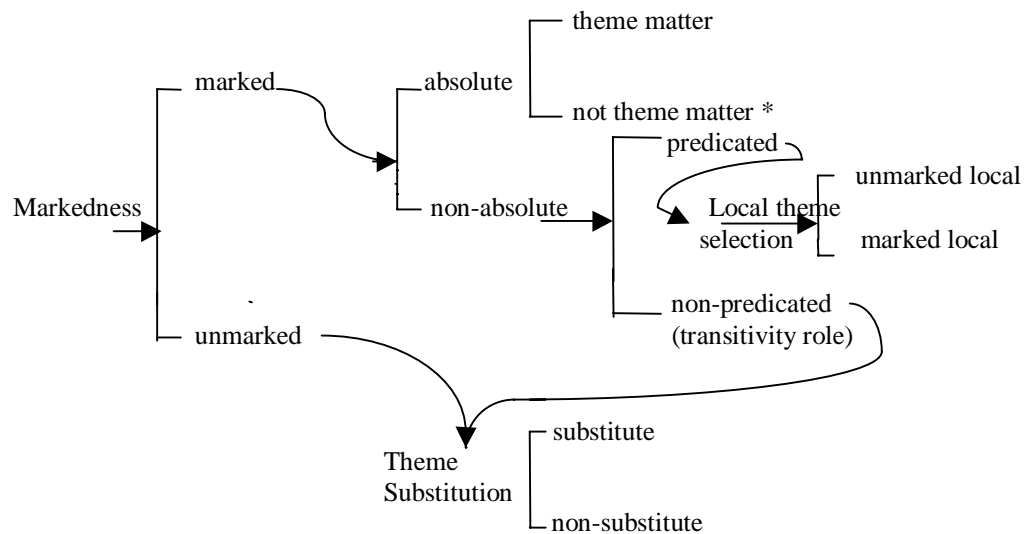 theme matter
marked
absolute
not theme matter *
predicated
unmarked local
Markedness
non-absolute
Local theme
selection
marked local
non-predicated
(transitivity role)
unmarked
substitute
Theme
Substitution
non-substitute